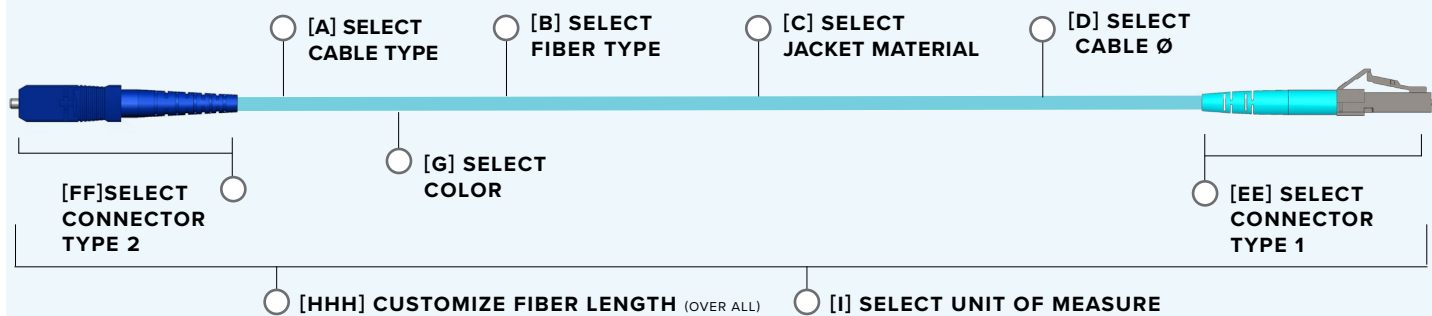 [A] SELECT
CABLE TYPE
[B] SELECT
FIBER TYPE
[C] SELECT
JACKET MATERIAL
[D] SELECT
CABLE Ø
[G] SELECT
COLOR
[FF]SELECT
CONNECTOR
TYPE 2
[EE] SELECT
CONNECTOR
TYPE 1
[HHH] CUSTOMIZE FIBER LENGTH (OVER ALL)
[I] SELECT UNIT OF MEASURE